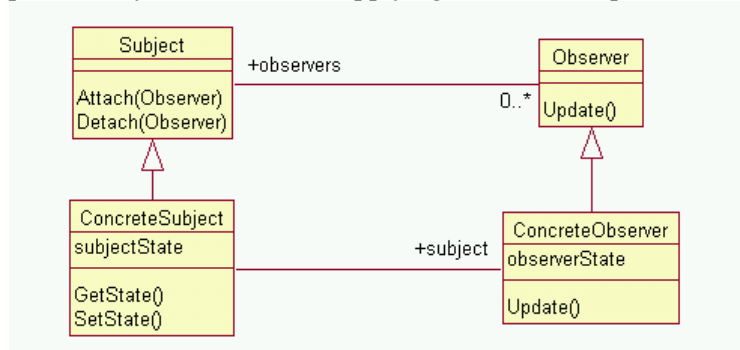 Subject
Attach(Observer)
Detach(Observer)
+observers
0..*
Observer
Update()
ConcreteSubject
subjectState
GetState()
SetState()
+subject
ConcreteObserver
observerState
Update()